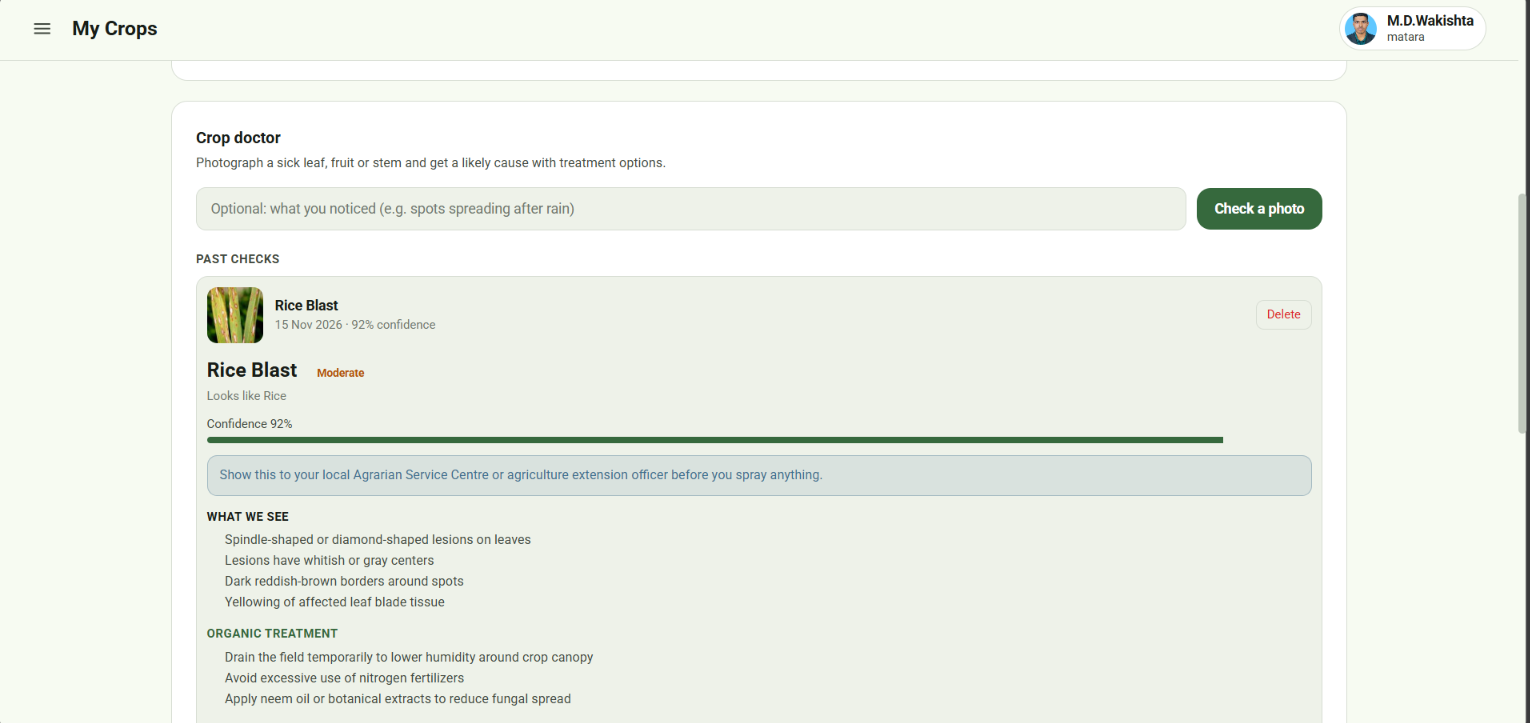 My Crops
M.D.Wakishta
matara
Crop doctor
Photograph a sick leaf, fruit or stem and get a likely cause with treatment options.
Optional: what you noticed (e.g. spots spreading after rain)
Check a photo
PAST CHECKS
Rice Blast
15 Nov 2026 · 92% confidence
Delete
Rice Blast Moderate
Looks like Rice
Confidence 92%
Show this to your local Agrarian Service Centre or agriculture extension officer before you spray anything.
WHAT WE SEE
Spindle-shaped or diamond-shaped lesions on leaves
Lesions have whitish or gray centers
Dark reddish-brown borders around spots
Yellowing of affected leaf blade tissue
ORGANIC TREATMENT
Drain the field temporarily to lower humidity around crop canopy
Avoid excessive use of nitrogen fertilizers
Apply neem oil or botanical extracts to reduce fungal spread